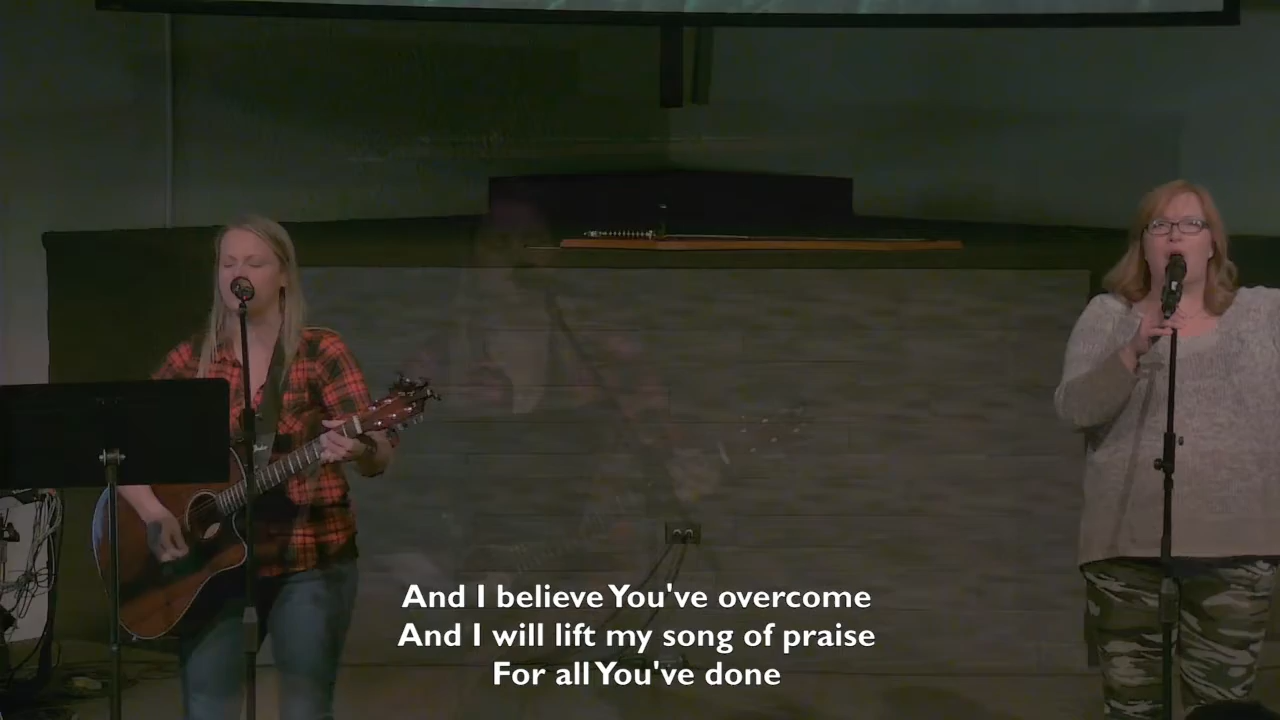 And I believe You've overcome
And I will lift my song of praise
For all You've done